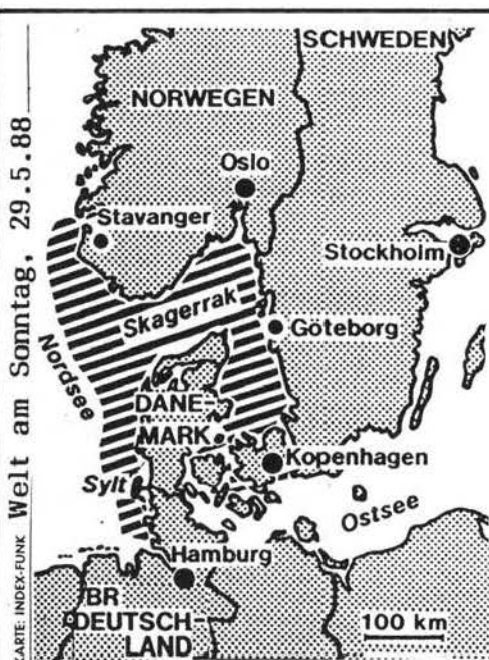 SCHWEDEN
NORWEGEN
Oslo
Stavanger
Stockholm
Skagerrak
Göteborg
Nordsee
DÄNE-
MARK
Kopenhagen
Sylt
Ostsee
Hamburg
BR
DEUTSCH-
LAND
100 km
KARTE: INDEX-FUNK
Welt am Sonntag, 29.5.88